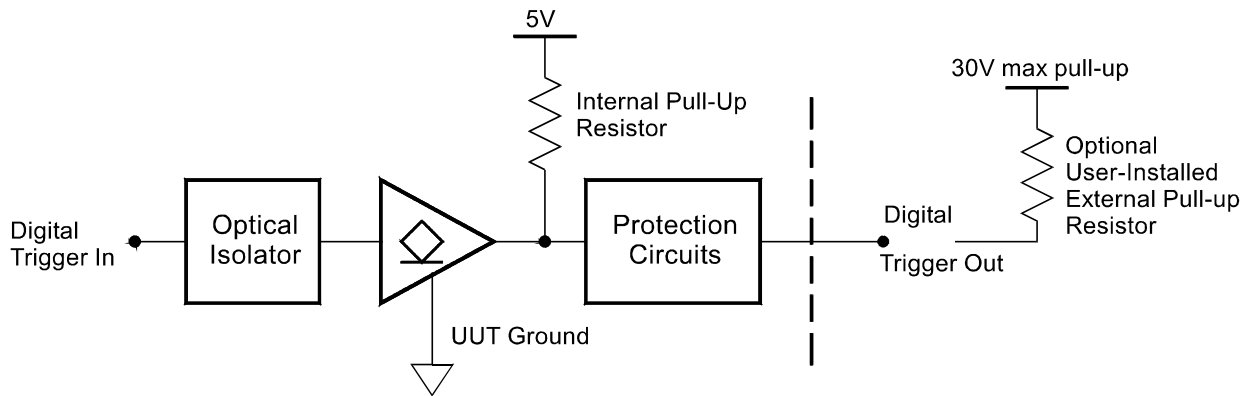 5V
30V max pull-up
Internal Pull-Up
Resistor
Optional
User-Installed
External Pull-up
Resistor
Digital
Trigger In
Optical
Isolator
Protection
Circuits
Digital
Trigger Out
UUT Ground